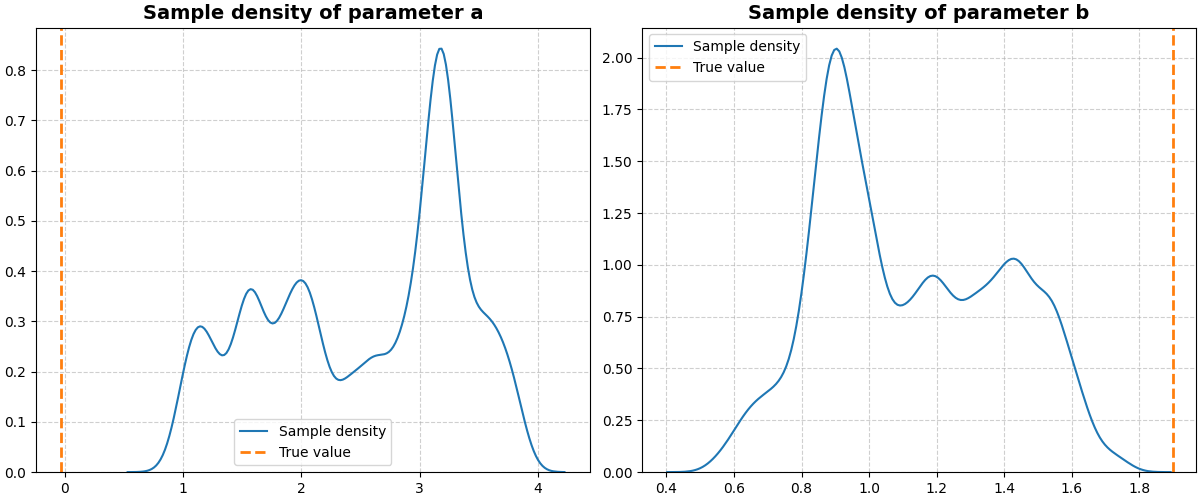 Sample density of parameter a
0.8
0.7
0.6
0.5
0.4
0.3
0.2
0.1
0.0
0 1 2 3 4
Sample density
True value
Sample density of parameter b
2.00
1.75
1.50
1.25
1.00
0.75
0.50
0.25
0.00
0.4 0.6 0.8 1.0 1.2 1.4 1.6 1.8
Sample density
True value